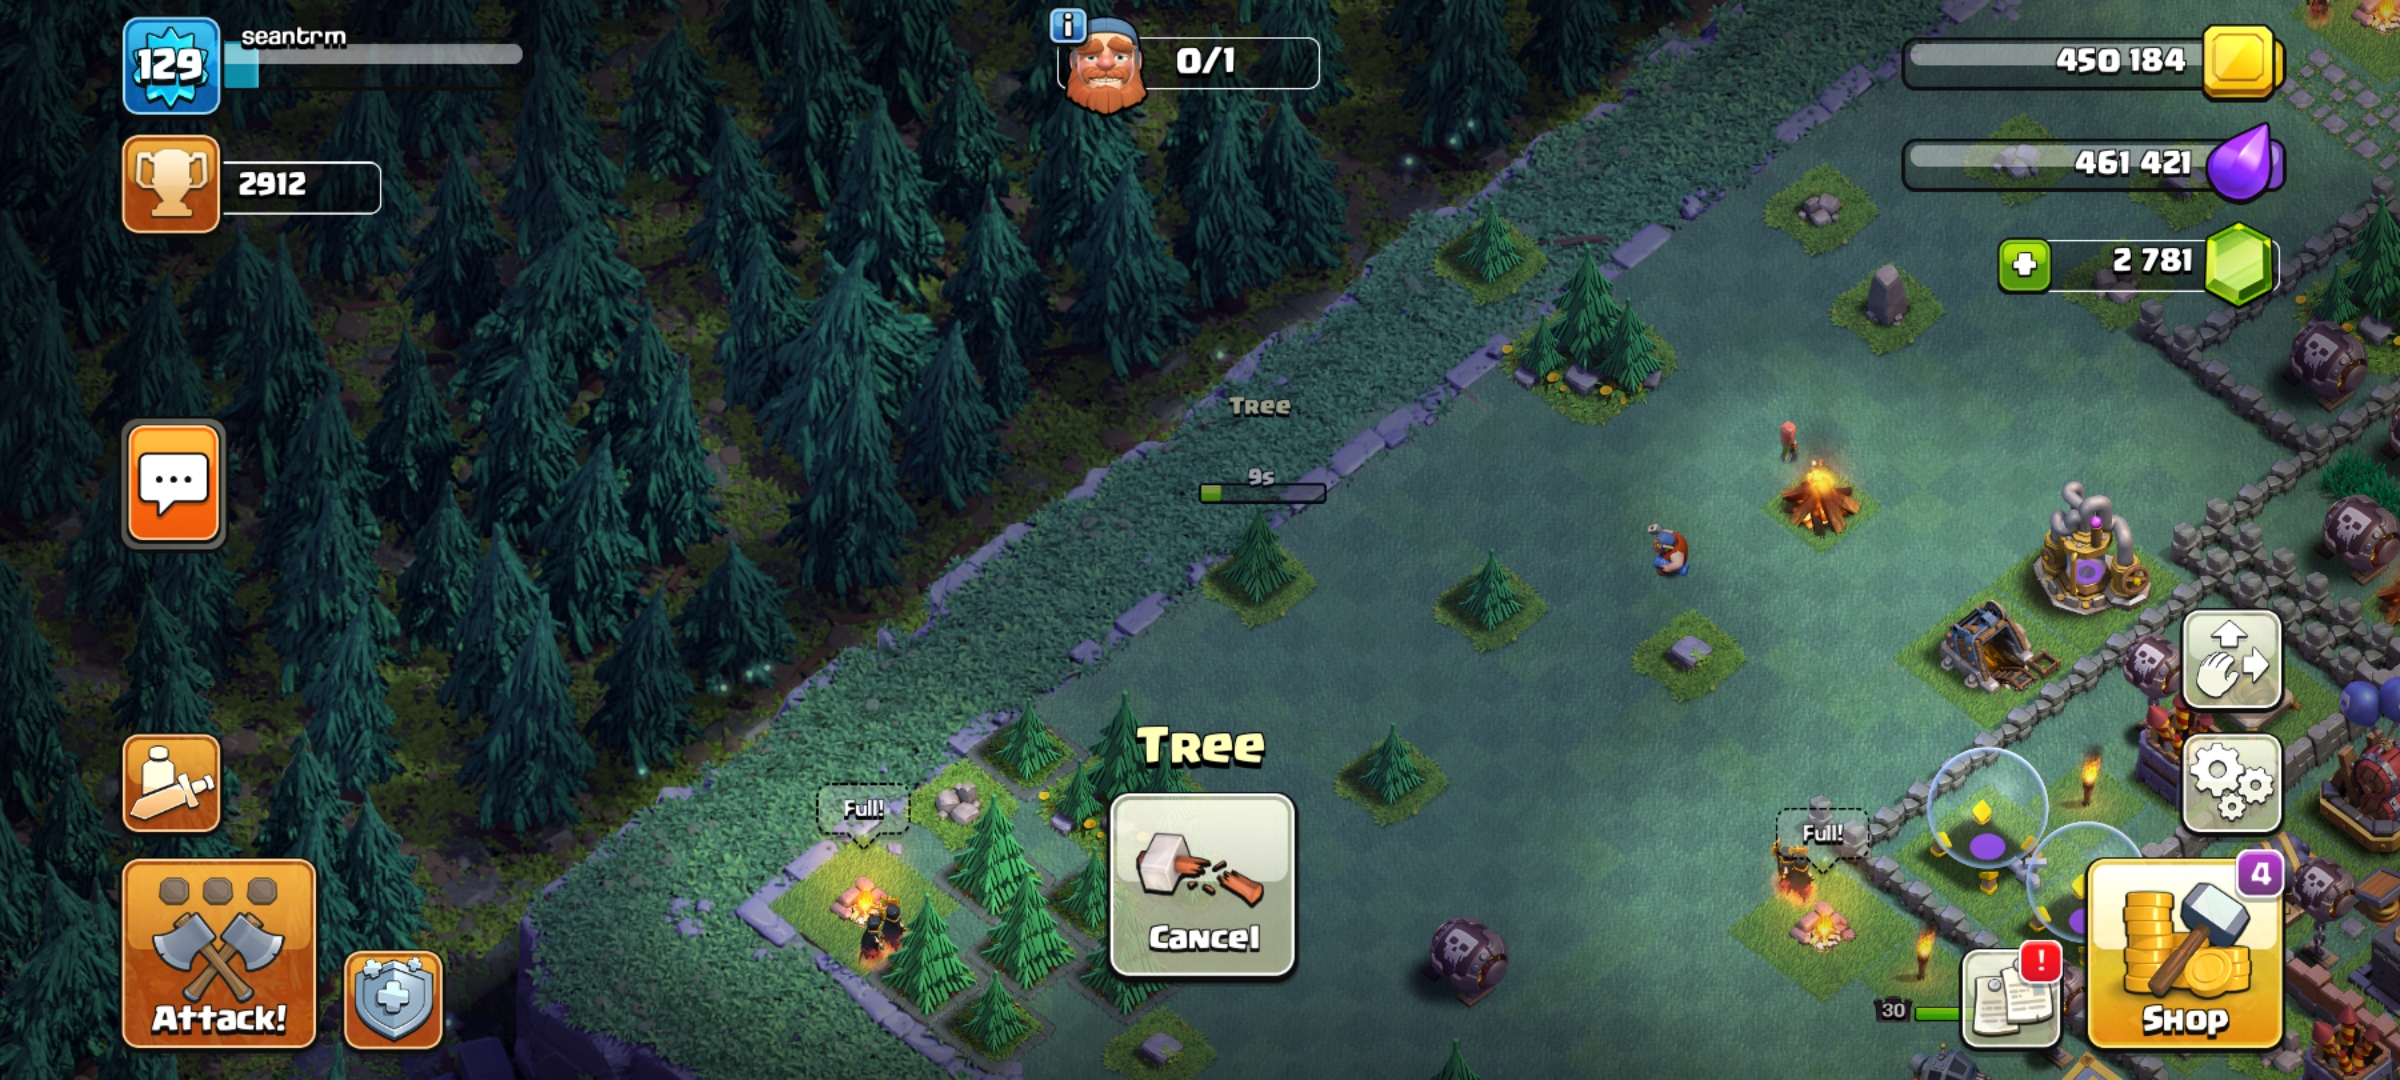 129
seantrm
i
0/1
450 184
2912
461 421
2 781
Tree
9s
Tree
Full!
Cancel
Full!
4
!
30
Attack!
Shop